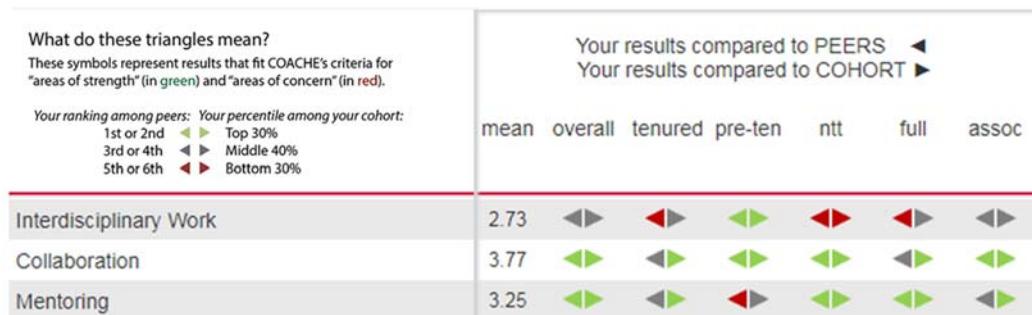 What do these triangles mean?
These symbols represent results that fit COACHE's criteria for
"areas of strength" (in green) and "areas of concern" (in red).
Your ranking among peers: Your percentile among your cohort:
1st or 2nd ◀ ▶ Top 30%
3rd or 4th ◀ ▶ Middle 40%
5th or 6th ◀ ▶ Bottom 30%
Your results compared to PEERS ◀
Your results compared to COHORT ▶
mean overall tenured pre-ten ntt full assoc
Interdisciplinary Work 2.73 ◀▶ ◀▶ ◀▶ ◀▶ ◀▶ ◀▶
Collaboration 3.77 ◀▶ ◀▶ ◀▶ ◀▶ ◀▶ ◀▶
Mentoring 3.25 ◀▶ ◀▶ ◀▶ ◀▶ ◀▶ ◀▶